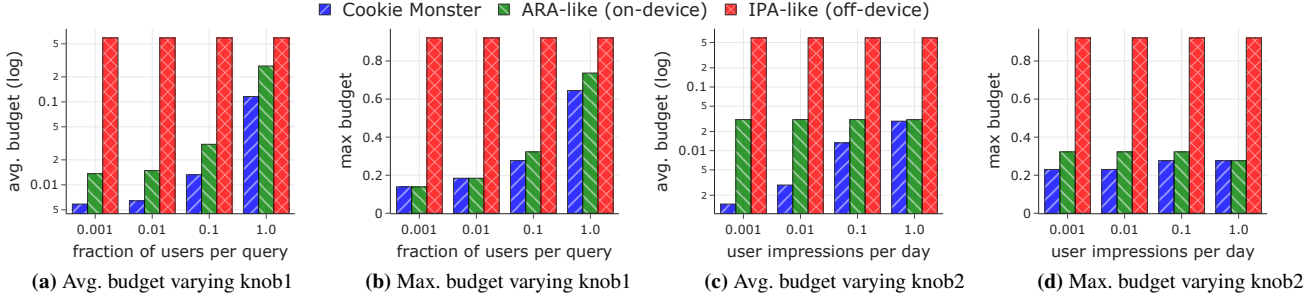 Cookie Monster ARA-like (on-device) IPA-like (off-device)
avg. budget (log)
5
2
0.1
5
2
0.01
5
0.001 0.01 0.1 1.0
fraction of users per query
(a) Avg. budget varying knob1
max budget
0.8
0.6
0.4
0.2
0
0.001 0.01 0.1 1.0
fraction of users per query
(b) Max. budget varying knob1
avg. budget (log)
5
2
0.1
5
2
0.01
5
2
0.001 0.01 0.1 1.0
user impressions per day
(c) Avg. budget varying knob2
max budget
0.8
0.6
0.4
0.2
0
0.001 0.01 0.1 1.0
user impressions per day
(d) Max. budget varying knob2